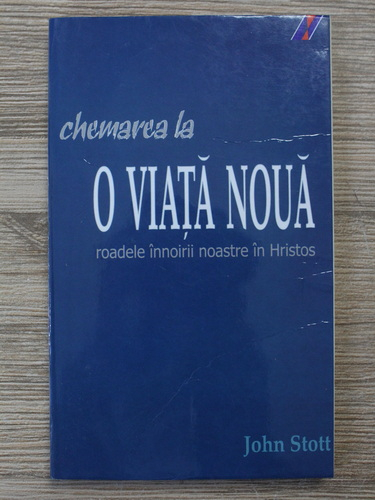 chemarea la
O VIAȚĂ NOUĂ
roadele înnoirii noastre în Hristos
John Stott